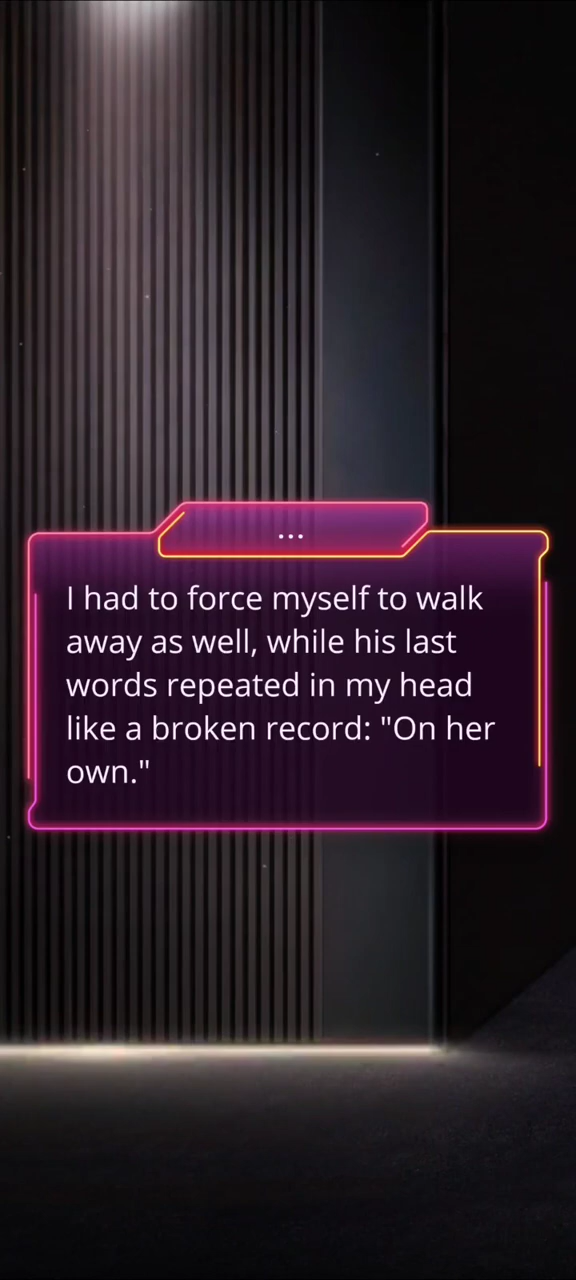 ...
I had to force myself to walk
away as well, while his last
words repeated in my head
like a broken record: "On her
own."